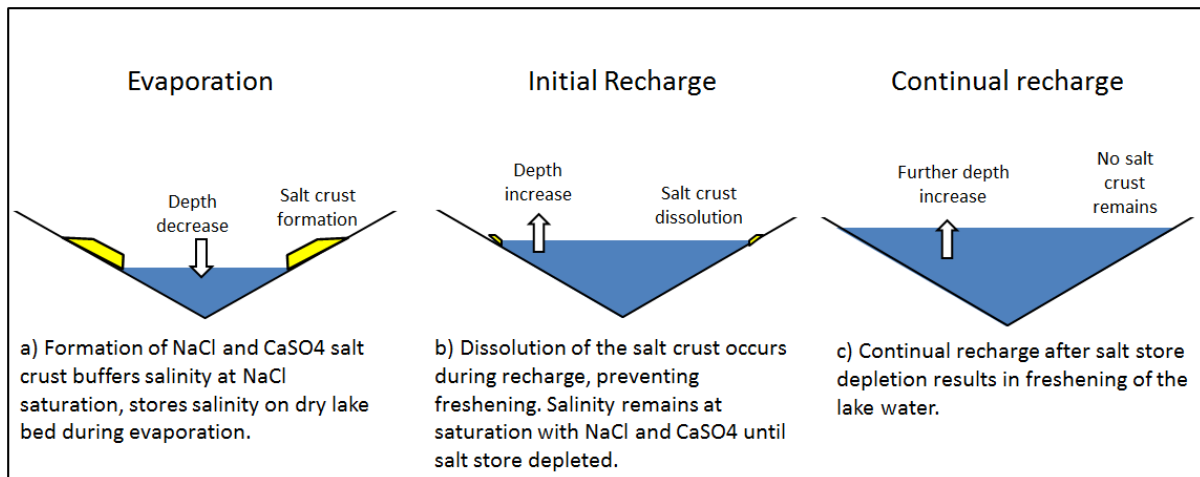 Evaporation
Depth
decrease
Salt crust
formation
a) Formation of NaCl and CaSO4 salt
crust buffers salinity at NaCl
saturation, stores salinity on dry lake
bed during evaporation.
Initial Recharge
Depth
increase
Salt crust
dissolution
b) Dissolution of the salt crust occurs
during recharge, preventing
freshening. Salinity remains at
saturation with NaCl and CaSO4 until
salt store depleted.
Continual recharge
Further depth
increase
No salt
crust
remains
c) Continual recharge after salt store
depletion results in freshening of the
lake water.